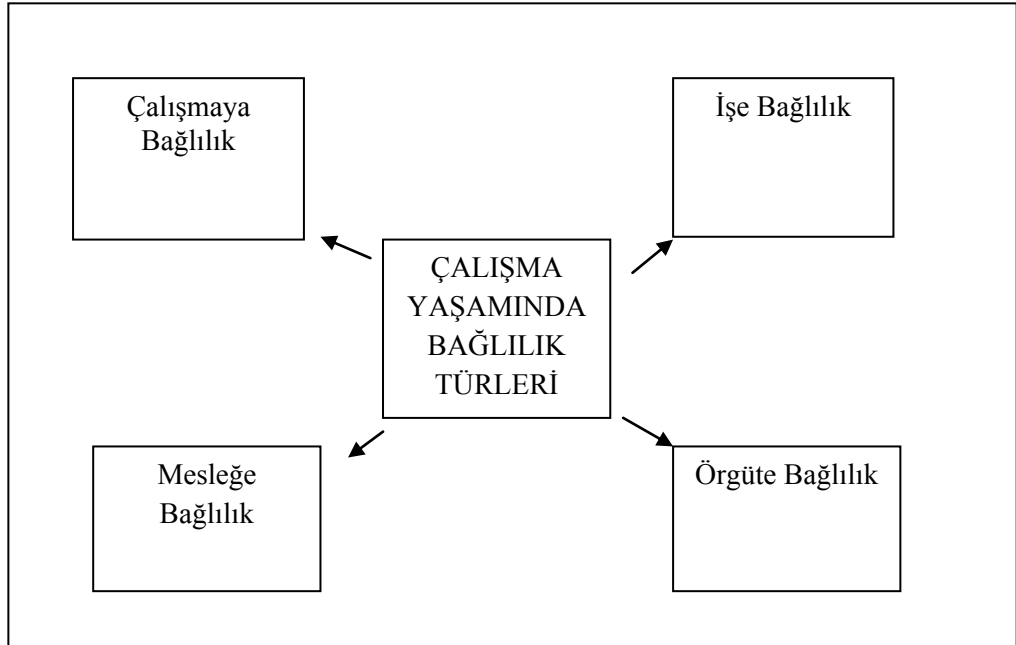 Çalışmaya
Bağlılık
İşe Bağlılık
ÇALIŞMA
YAŞAMINDA
BAĞLILIK
TÜRLERİ
Mesleğe
Bağlılık
Örgüte Bağlılık